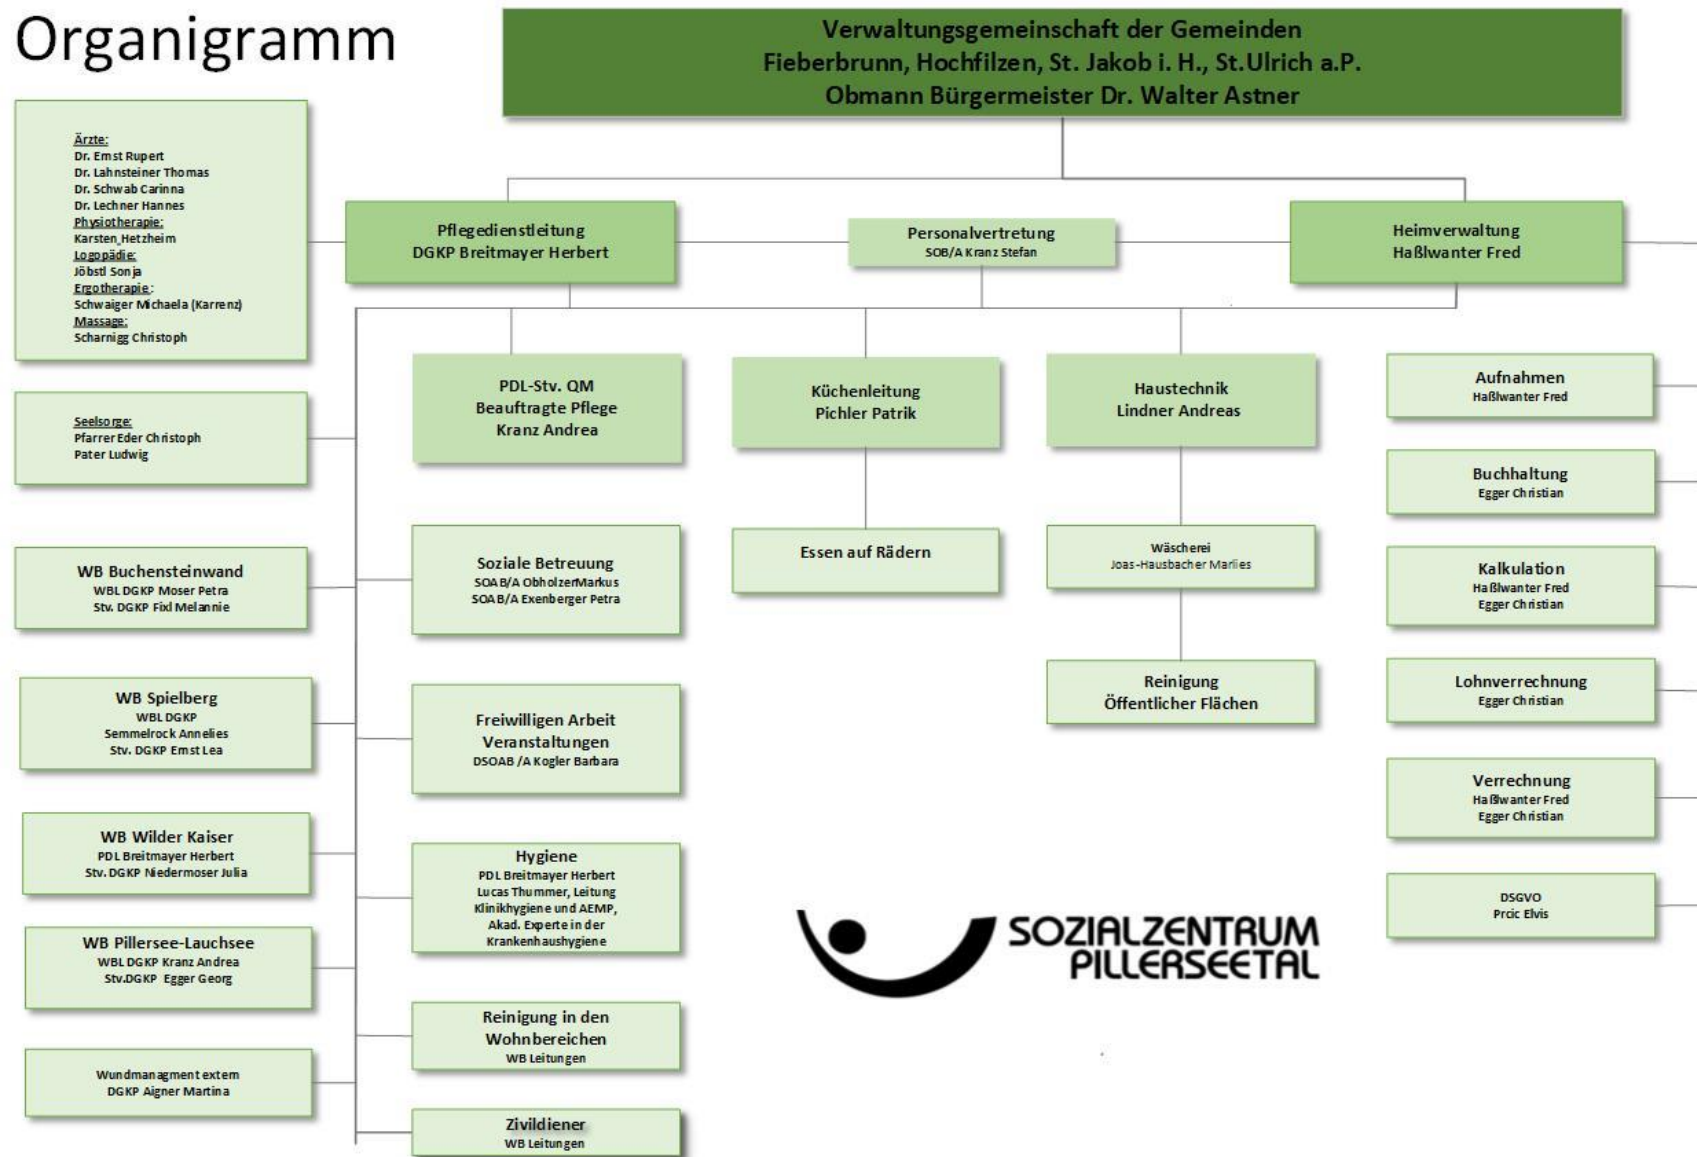 Organigramm
Verwaltungsgemeinschaft der Gemeinden
Fieberbrunn, Hochfilzen, St. Jakob i. H., St.Ulrich a.P.
Obmann Bürgermeister Dr. Walter Astner
Ärzte:
Dr. Ernst Rupert
Dr. Lahnsteiner Thomas
Dr. Schwab Carinna
Dr. Lechner Hannes
Physiotherapie:
Karsten Hetzheim
Logopädie:
Jöbstl Sonja
Ergotherapie:
Schwaiger Michaela (Karrenz)
Massage:
Scharnigg Christoph
Pflegedienstleitung
DGKP Breitmayer Herbert
Personalvertretung
SOB/A Kranz Stefan
Heimverwaltung
Haßlwanter Fred
Seelsorge:
Pfarrer Eder Christoph
Pater Ludwig
WB Buchensteinwand
WBL DGKP Moser Petra
Stv. DGKP Fixl Melannie
WB Spielberg
WBL DGKP
Semmelrock Annelies
Stv. DGKP Ernst Lea
WB Wilder Kaiser
PDL Breitmayer Herbert
Stv. DGKP Niedermoser Julia
WB Pillersee-Lauchsee
WBL DGKP Kranz Andrea
Stv.DGKP Egger Georg
Wundmanagment extern
DGKP Aigner Martina
PDL-Stv. QM
Beauftragte Pflege
Kranz Andrea
Soziale Betreuung
SOAB/A ObholzerMarkus
SOAB/A Exenberger Petra
Freiwilligen Arbeit
Veranstaltungen
DSOAB /A Kogler Barbara
Hygiene
PDL Breitmayer Herbert
Lucas Thummer, Leitung
Klinikhygiene und AEMP,
Akad. Experte in der
Krankenhaushygiene
Reinigung in den
Wohnbereichen
WB Leitungen
Zivildiener
WB Leitungen
Küchenleitung
Pichler Patrik
Essen auf Rädern
Haustechnik
Lindner Andreas
Wäscherei
Joas-Hausbacher Marlies
Reinigung
Öffentlicher Flächen
Aufnahmen
Haßlwanter Fred
Buchhaltung
Egger Christian
Kalkulation
Haßlwanter Fred
Egger Christian
Lohnverrechnung
Egger Christian
Verrechnung
Haßlwanter Fred
Egger Christian
DSGVO
Prcic Elvis
SOZIALZENTRUM
PILLERSEETAL